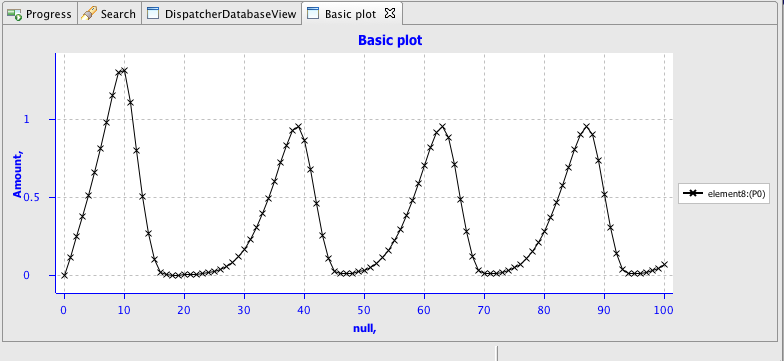 Progress Search DispatcherDatabaseView Basic plot
Basic plot
Amount,
1
0.5
0
element8:(P0)
0 10 20 30 40 50 60 70 80 90 100
null,